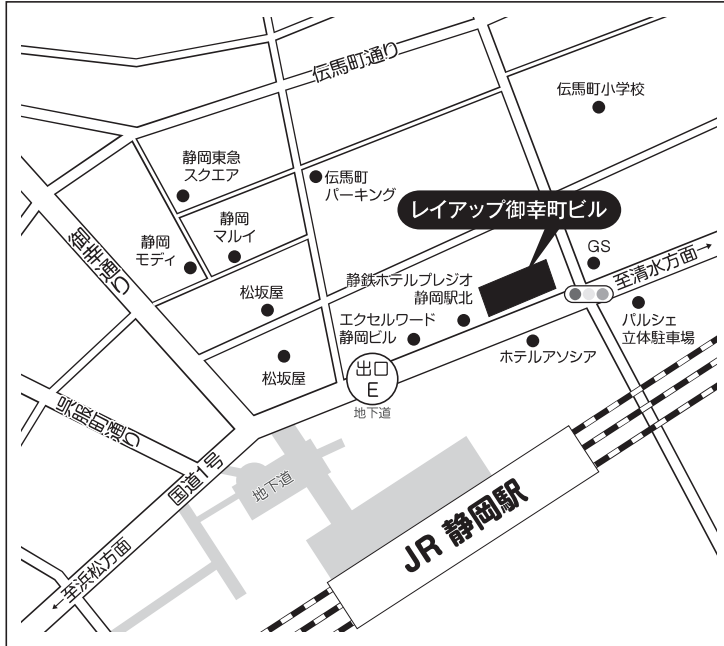 伝馬町通り
伝馬町小学校
静岡東急
スクエア
伝馬町
パーキング
レイアップ御幸町ビル
静岡
マルイ
静岡
モディ
御幸通り
GS
至清水方面
静鉄ホテルプレジオ
静岡駅北
松坂屋
エクセルワード
静岡ビル
パルシェ
立体駐車場
ホテルアソシア
松坂屋
出口
E
地下道
呉服町通り
国道1号
地下道
JR 静岡駅
至浜松方面